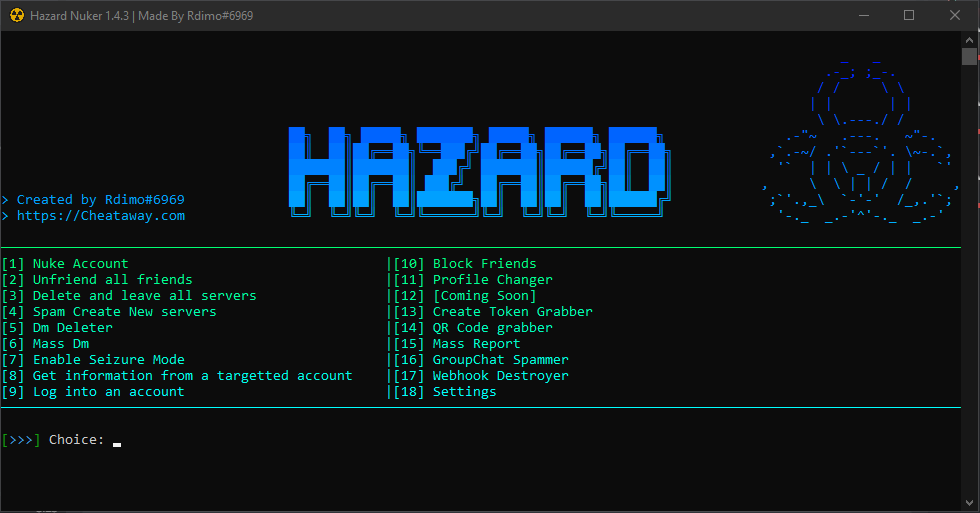 Hazard Nuker 1.4.3 | Made By Rdimo#6969
HAZARD
> Created by Rdimo#6969
> https://Cheataway.com
[1] Nuke Account |[10] Block Friends
[2] Unfriend all friends |[11] Profile Changer
[3] Delete and leave all servers |[12] [Coming Soon]
[4] Spam Create New servers |[13] Create Token Grabber
[5] Dm Deleter |[14] QR Code grabber
[6] Mass Dm |[15] Mass Report
[7] Enable Seizure Mode |[16] GroupChat Spammer
[8] Get information from a targetted account |[17] Webhook Destroyer
[9] Log into an account |[18] Settings
[>>>] Choice: